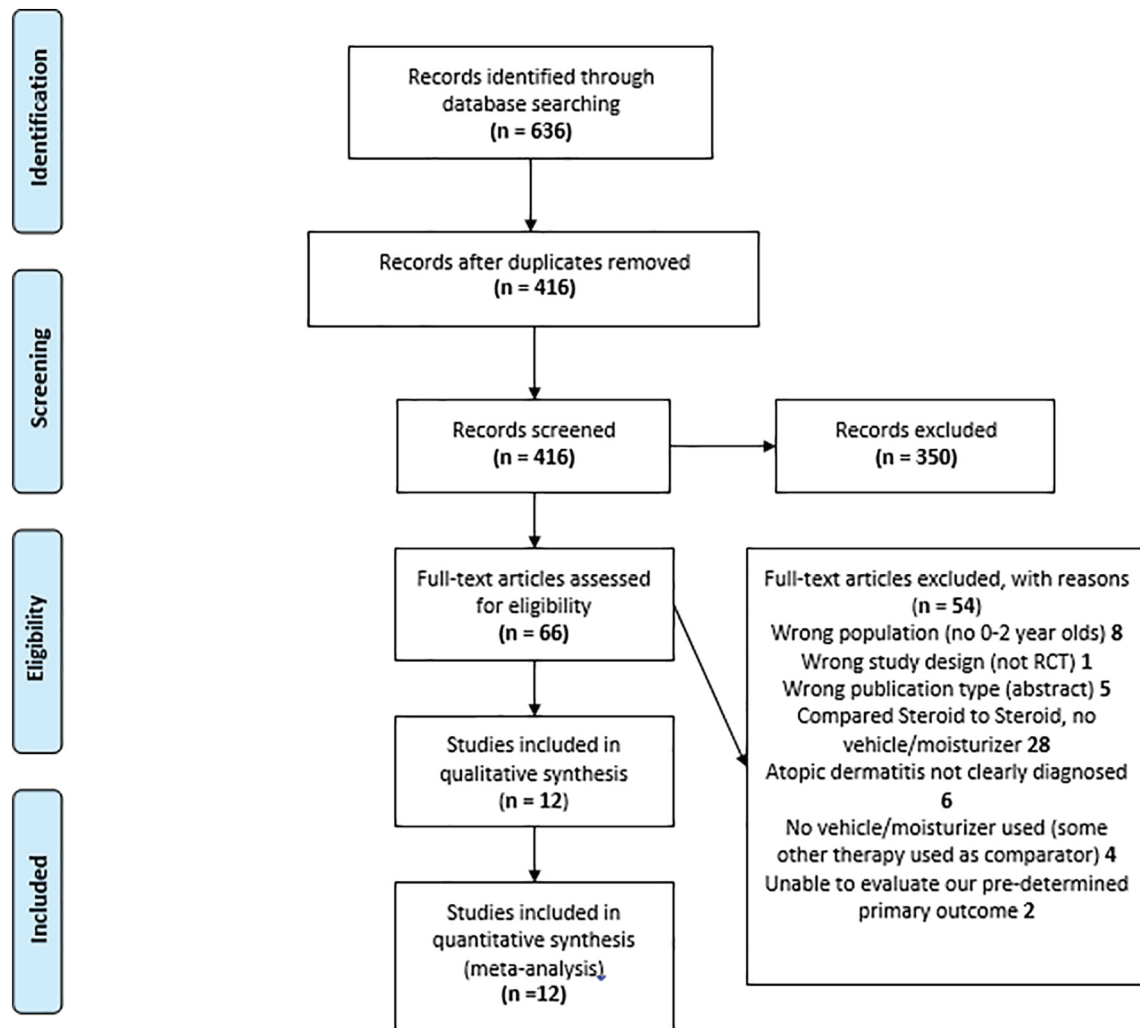 Identification
Records identified through
database searching
(n = 636)
Records after duplicates removed
(n = 416)
Screening
Records screened
(n = 416)
Records excluded
(n = 350)
Eligibility
Full-text articles assessed
for eligibility
(n = 66)
Full-text articles excluded, with reasons
(n = 54)
Wrong population (no 0-2 year olds) 8
Wrong study design (not RCT) 1
Wrong publication type (abstract) 5
Compared Steroid to Steroid, no
vehicle/moisturizer 28
Atopic dermatitis not clearly diagnosed
6
No vehicle/moisturizer used (some
other therapy used as comparator) 4
Unable to evaluate our pre-determined
primary outcome 2
Studies included in
qualitative synthesis
(n = 12)
Included
Studies included in
quantitative synthesis
(meta-analysis)
(n =12)